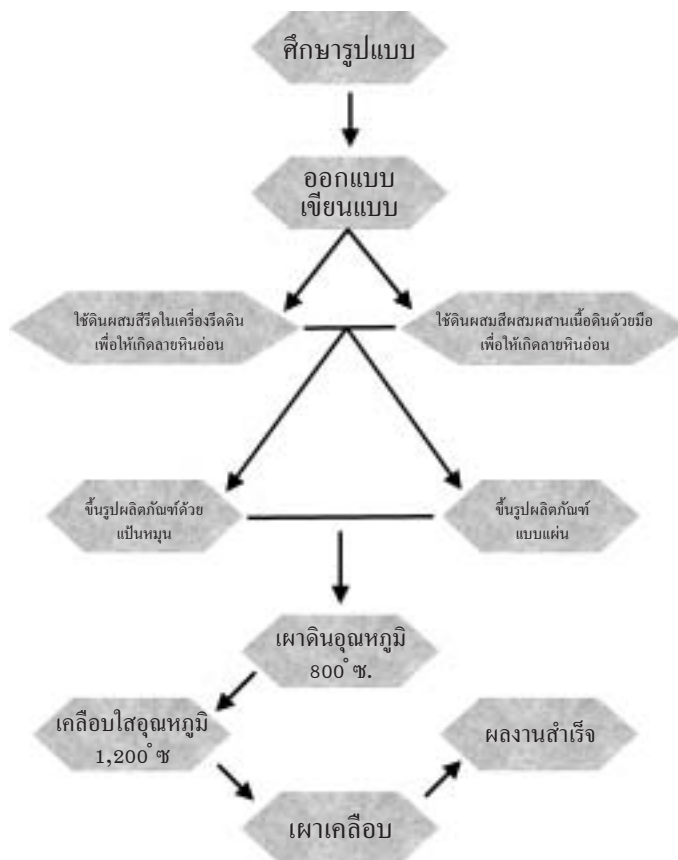 ศึกษารูปแบบ
ออกแบบ
เขียนแบบ
ใช้ดินผสมสีรีดในเครื่องรีดดิน
เพื่อให้เกิดลายหินอ่อน
ใช้ดินผสมสีผสมผสานเนื้อดินด้วยมือ
เพื่อให้เกิดลายหินอ่อน
ขึ้นรูปผลิตภัณฑ์ด้วย
แป้นหมุน
ขึ้นรูปผลิตภัณฑ์
แบบแผ่น
เผาดินอุณหภูมิ
800 ํ ซ.
เคลือบใสอุณหภูมิ
1,200 ํ ซ
ผลงานสำเร็จ
เผาเคลือบ